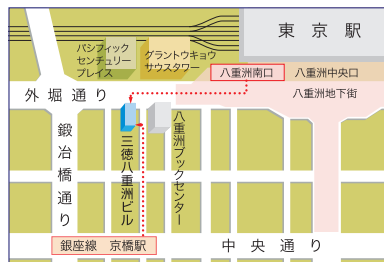 東京駅
パシフィック
センチュリー
プレイス
グラントウキョウ
サウスタワー
八重洲南口
八重洲中央口
八重洲地下街
外堀通り
鍛冶橋通り
三徳八重洲ビル
八重洲ブックセンター
銀座線 京橋駅
中央通り